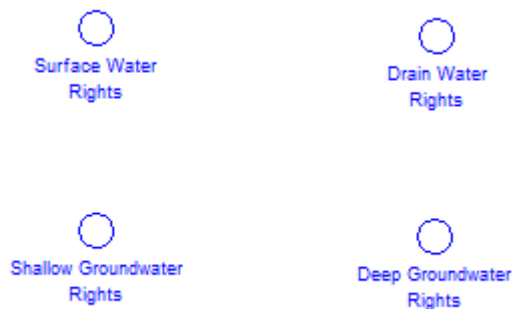 Surface Water
Rights
Drain Water
Rights
Shallow Groundwater
Rights
Deep Groundwater
Rights